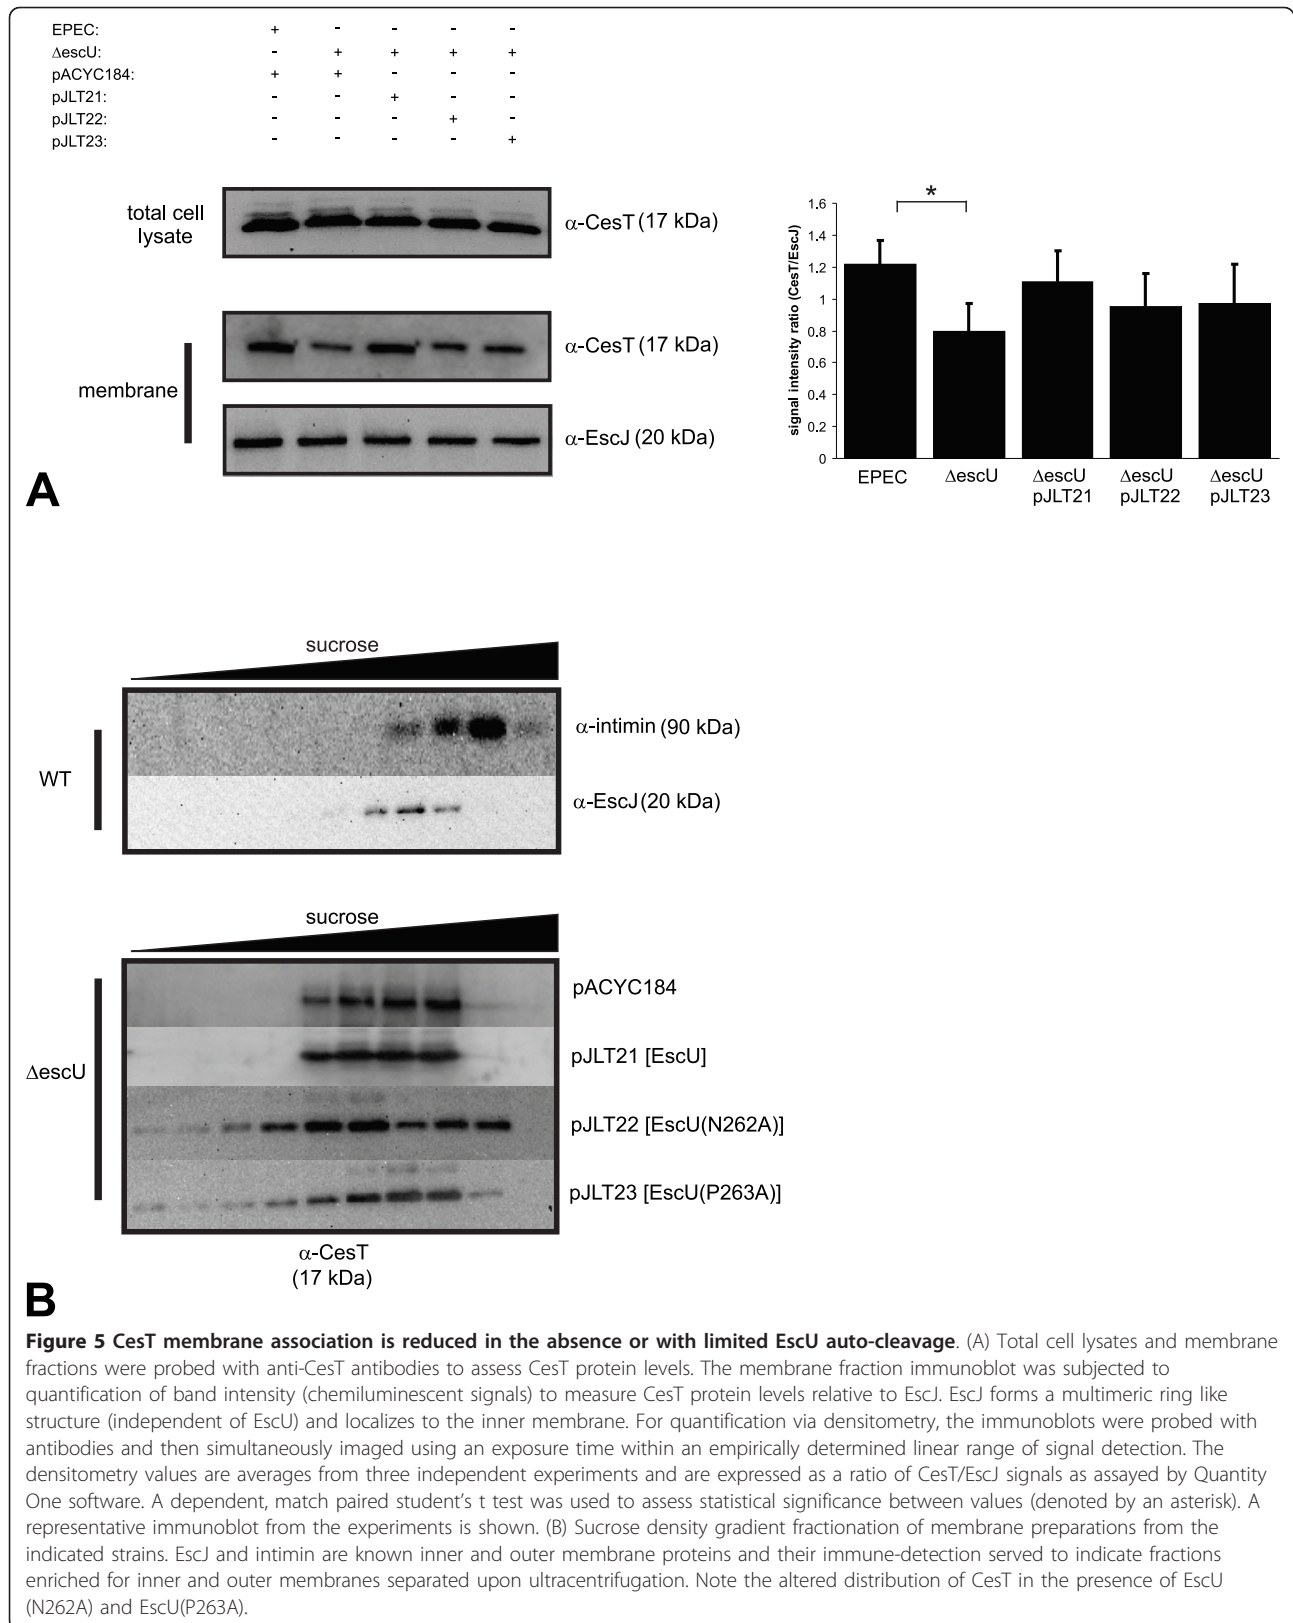 EPEC: + - - - -
ΔescU: - + + + +
pACYC184: + + - - -
pJLT21: - - + - -
pJLT22: - - - + -
pJLT23: - - - - +
total cell
lysate
α-CesT (17 kDa)
membrane
α-CesT (17 kDa)
α-EscJ (20 kDa)
A
signal intensity ratio (CesT/EscJ)
1.6
1.4
1.2
1
0.8
0.6
0.4
0.2
0
*
EPEC
ΔescU
ΔescU
pJLT21
ΔescU
pJLT22
ΔescU
pJLT23
sucrose
WT
α-intimin (90 kDa)
α-EscJ (20 kDa)
sucrose
ΔescU
pACYC184
pJLT21 [EscU]
pJLT22 [EscU(N262A)]
pJLT23 [EscU(P263A)]
α-CesT
(17 kDa)
B
Figure 5 CesT membrane association is reduced in the absence or with limited EscU auto-cleavage. (A) Total cell lysates and membrane
fractions were probed with anti-CesT antibodies to assess CesT protein levels. The membrane fraction immunoblot was subjected to
quantification of band intensity (chemiluminescent signals) to measure CesT protein levels relative to EscJ. EscJ forms a multimeric ring like
structure (independent of EscU) and localizes to the inner membrane. For quantification via densitometry, the immunoblots were probed with
antibodies and then simultaneously imaged using an exposure time within an empirically determined linear range of signal detection. The
densitometry values are averages from three independent experiments and are expressed as a ratio of CesT/EscJ signals as assayed by Quantity
One software. A dependent, match paired student's t test was used to assess statistical significance between values (denoted by an asterisk). A
representative immunoblot from the experiments is shown. (B) Sucrose density gradient fractionation of membrane preparations from the
indicated strains. EscJ and intimin are known inner and outer membrane proteins and their immune-detection served to indicate fractions
enriched for inner and outer membranes separated upon ultracentrifugation. Note the altered distribution of CesT in the presence of EscU
(N262A) and EscU(P263A).